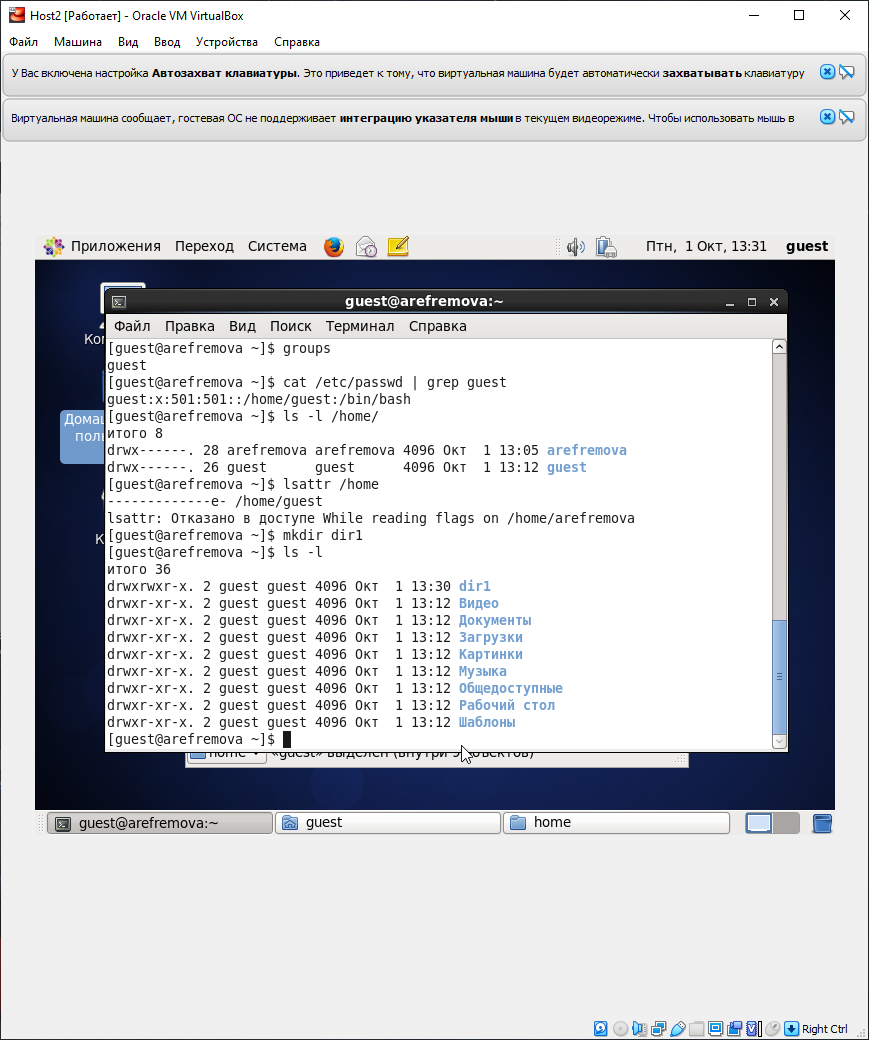 Host2 [Работает] - Oracle VM VirtualBox
Файл Машина Вид Ввод Устройства Справка
У Вас включена настройка Автозахват клавиатуры. Это приведет к тому, что виртуальная машина будет автоматически захватывать клавиатуру
Виртуальная машина сообщает, гостевая ОС не поддерживает интеграцию указателя мыши в текущем видеорежиме. Чтобы использовать мышь в
Приложения Переход Система Птн, 1 Окт, 13:31 guest
guest@arefremova:~
Файл Правка Вид Поиск Терминал Справка
[guest@arefremova ~]$ groups
guest
[guest@arefremova ~]$ cat /etc/passwd | grep guest
guest:x:501:501::/home/guest:/bin/bash
[guest@arefremova ~]$ ls -l /home/
итого 8
drwx------. 28 arefremova arefremova 4096 Окт  1 13:05 arefremova
drwx------. 26 guest      guest      4096 Окт  1 13:12 guest
[guest@arefremova ~]$ lsattr /home
-------------e- /home/guest
lsattr: Отказано в доступе While reading flags on /home/arefremova
[guest@arefremova ~]$ mkdir dir1
[guest@arefremova ~]$ ls -l
итого 36
drwxrwxr-x. 2 guest guest 4096 Окт  1 13:30 dir1
drwxr-xr-x. 2 guest guest 4096 Окт  1 13:12 Видео
drwxr-xr-x. 2 guest guest 4096 Окт  1 13:12 Документы
drwxr-xr-x. 2 guest guest 4096 Окт  1 13:12 Загрузки
drwxr-xr-x. 2 guest guest 4096 Окт  1 13:12 Картинки
drwxr-xr-x. 2 guest guest 4096 Окт  1 13:12 Музыка
drwxr-xr-x. 2 guest guest 4096 Окт  1 13:12 Общедоступные
drwxr-xr-x. 2 guest guest 4096 Окт  1 13:12 Рабочий стол
drwxr-xr-x. 2 guest guest 4096 Окт  1 13:12 Шаблоны
[guest@arefremova ~]$
home «guest» выделен (внутри
guest@arefremova:~ guest home
Right Ctrl